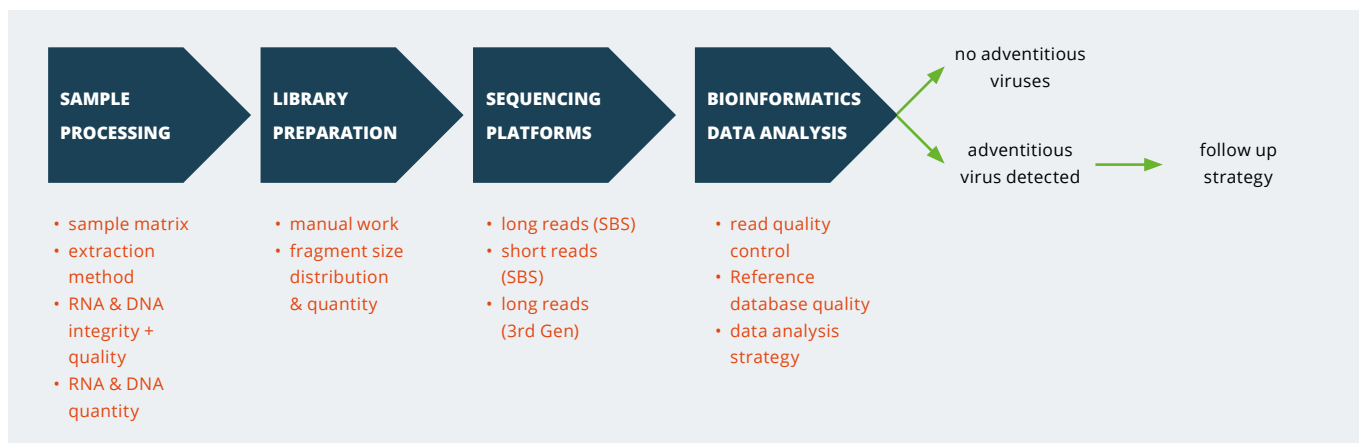 SAMPLE
PROCESSING
LIBRARY
PREPARATION
SEQUENCING
PLATFORMS
BIOINFORMATICS
DATA ANALYSIS
no adventitious
viruses
adventitious
virus detected
follow up
strategy
• sample matrix
• extraction
method
• RNA & DNA
integrity +
quality
• RNA & DNA
quantity
• manual work
• fragment size
distribution
& quantity
• long reads (SBS)
• short reads
(SBS)
• long reads
(3rd Gen)
• read quality
control
• Reference
database quality
• data analysis
strategy